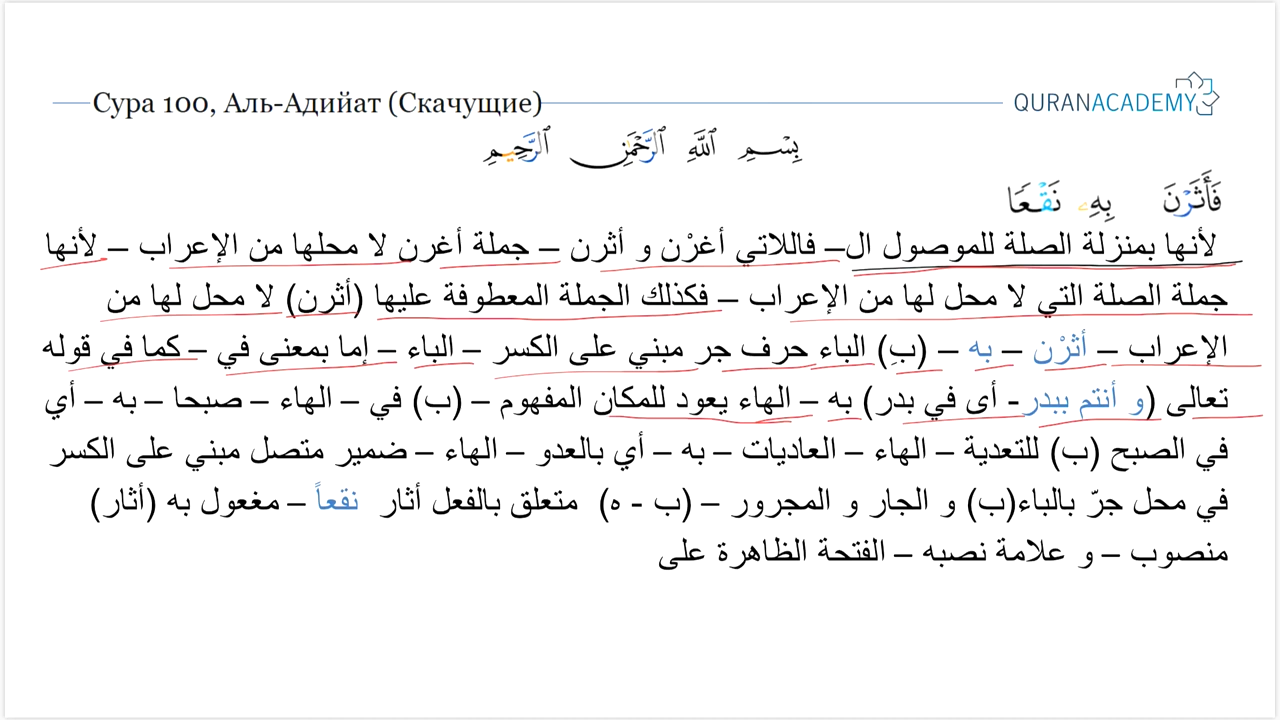 Сура 100, Аль-Адийат (Скачущие)
QURANACADEMY
بِسْمِ ٱللَّهِ ٱلرَّحْمَٰنِ ٱلرَّحِيمِ
فَأَثَرْنَ بِهِۦ نَقْعًا
لأنها بمنزلة الصلة للموصول ال– فاللاتي أغرْن و أثرن – جملة أغرن لا محلها من الإعراب – لأنها
جملة الصلة التي لا محل لها من الإعراب – فكذلك الجملة المعطوفة عليها (أثرن) لا محل لها من
الإعراب – أثرْن – به – (بِ) الباء حرف جر مبني على الكسر – الباء – إما بمعنى في – كما في قوله
تعالى (و أنتم ببدر- أى في بدر) به – الهاء يعود للمكان المفهوم – (ب) في – الهاء – صبحا – به – أي
في الصبح (ب) للتعدية – الهاء – العاديات – به – أي بالعدو – الهاء – ضمير متصل مبني على الكسر
في محل جرّ بالباء(ب) و الجار و المجرور – (ب - ه) متعلق بالفعل أثار نقعاً – مفعول به (أثار)
منصوب – و علامة نصبه – الفتحة الظاهرة على